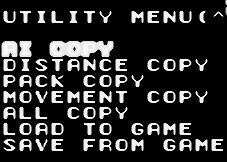 UTILITY MENU(^
AI COPY
DISTANCE COPY
PACK COPY
MOVEMENT COPY
ALL COPY
LOAD TO GAME
SAVE FROM GAME